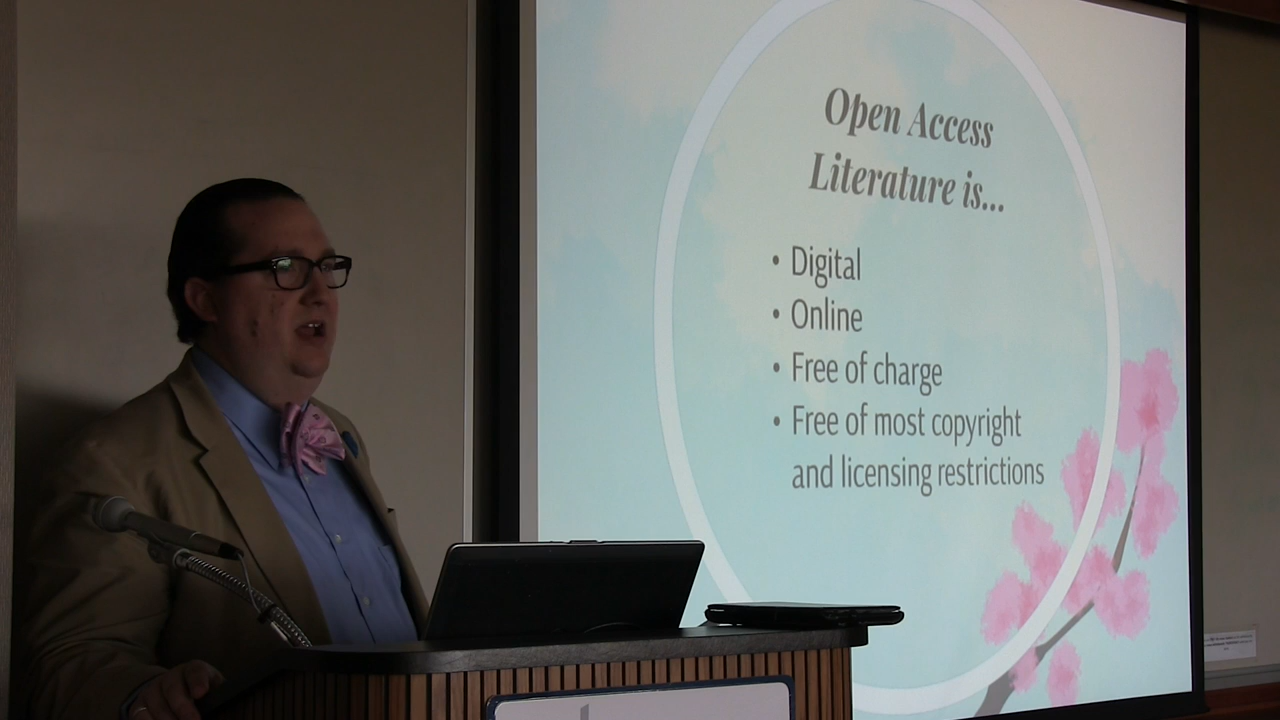 Open Access
Literature is...
• Digital
• Online
• Free of charge
• Free of most copyright
and licensing restrictions